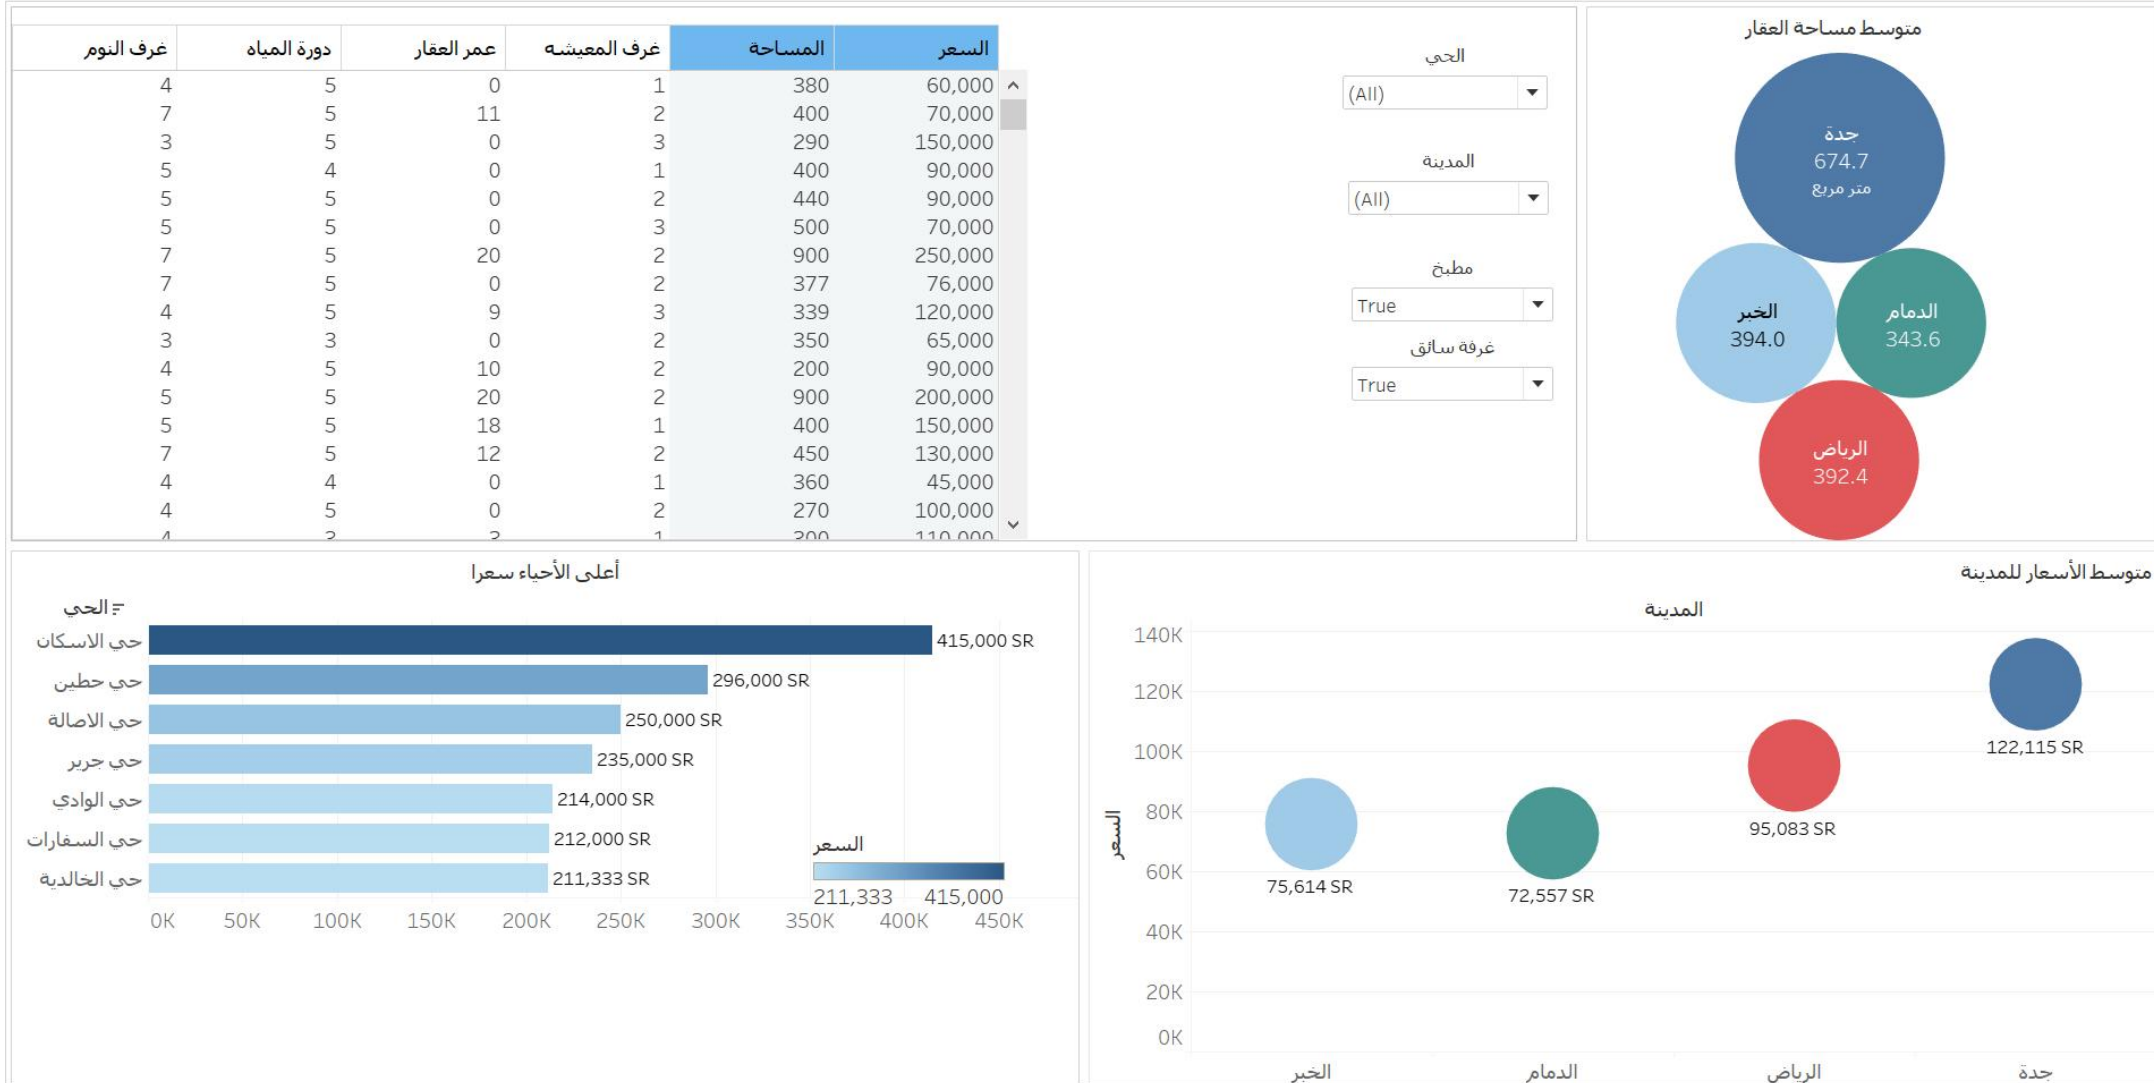 السعر المساحة غرف المعيشه عمر العقار دورة المياه غرف النوم
60,000 380 1 0 5 4
70,000 400 2 11 5 7
150,000 290 3 0 5 3
90,000 400 1 0 4 5
90,000 440 2 0 5 5
70,000 500 3 0 5 5
250,000 900 2 20 5 7
76,000 377 2 0 5 7
120,000 339 3 9 5 4
65,000 350 2 0 3 3
90,000 200 2 10 5 4
200,000 900 2 20 5 5
150,000 400 1 18 5 5
130,000 450 2 12 5 7
45,000 360 1 0 4 4
100,000 270 2 0 5 4
110,000 300 1 3 3 4
الحي
(All)
المدينة
(All)
مطبخ
True
غرفة سائق
True
متوسط مساحة العقار
جدة
674.7
متر مربع
الخبر
394.0
الدمام
343.6
الرياض
392.4
أعلى الأحياء سعرا
الحي
حي الاسكان 415,000 SR
حي حطين 296,000 SR
حي الاصالة 250,000 SR
حي جرير 235,000 SR
حي الوادي 214,000 SR
حي السفارات 212,000 SR
حي الخالدية 211,333 SR
السعر
211,333 415,000
0K 50K 100K 150K 200K 250K 300K 350K 400K 450K
متوسط الأسعار للمدينة
المدينة
السعر
140K
120K
100K
80K
60K
40K
20K
0K
122,115 SR
95,083 SR
75,614 SR
72,557 SR
الخبر الدمام الرياض جدة